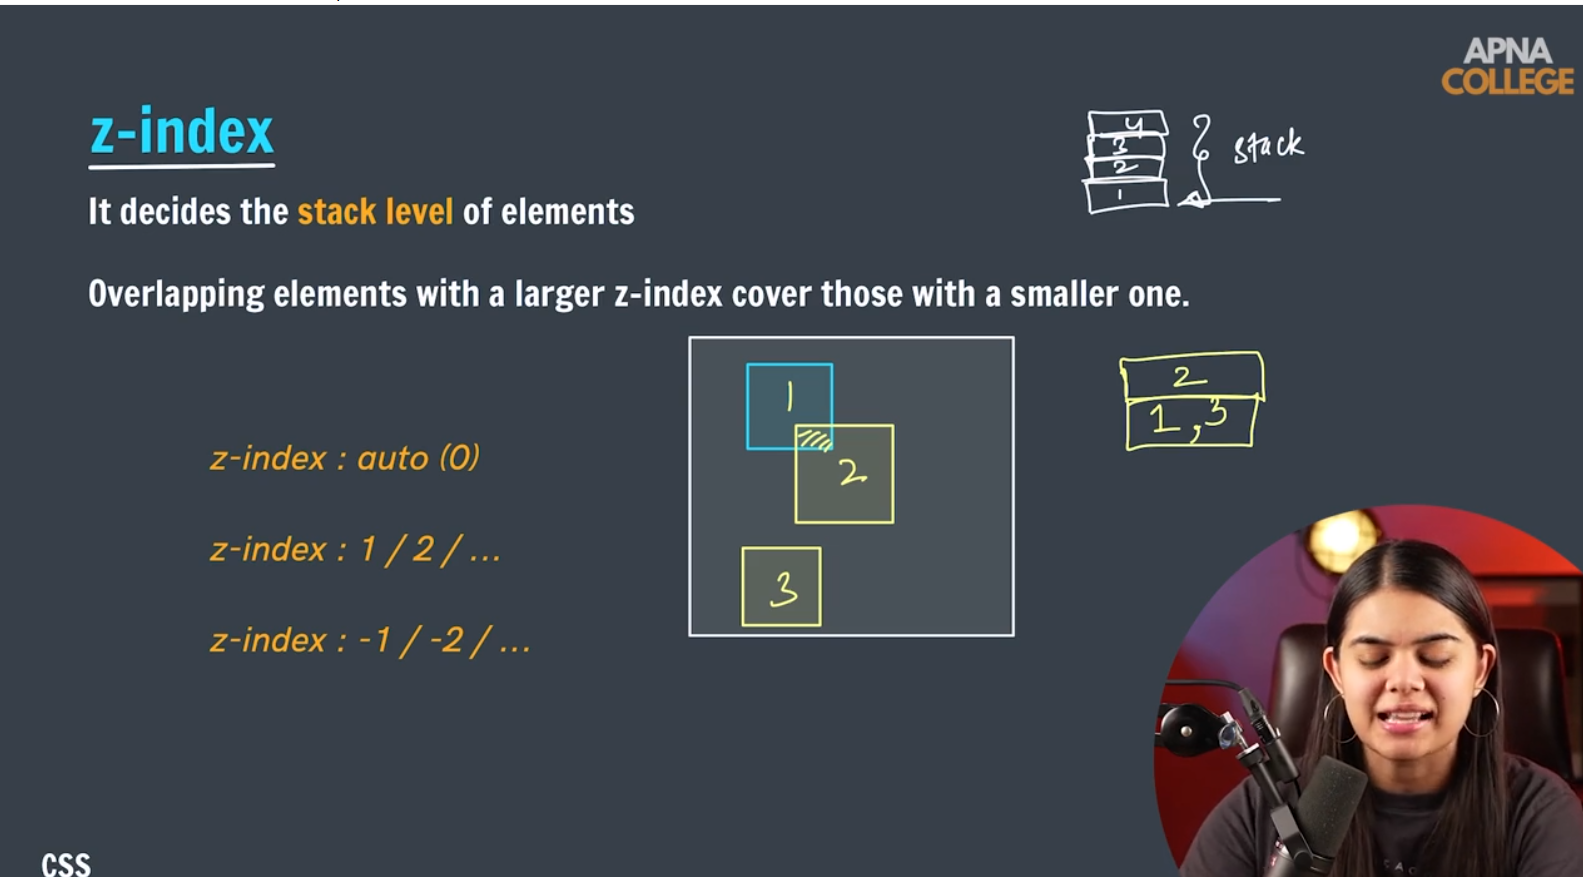 APNA
COLLEGE
z-index
4
3
2
1
stack
It decides the stack level of elements
Overlapping elements with a larger z-index cover those with a smaller one.
1
2
3
2
1, 3
z-index : auto (0)
z-index : 1 / 2 / ...
z-index : -1 / -2 / ...
CSS